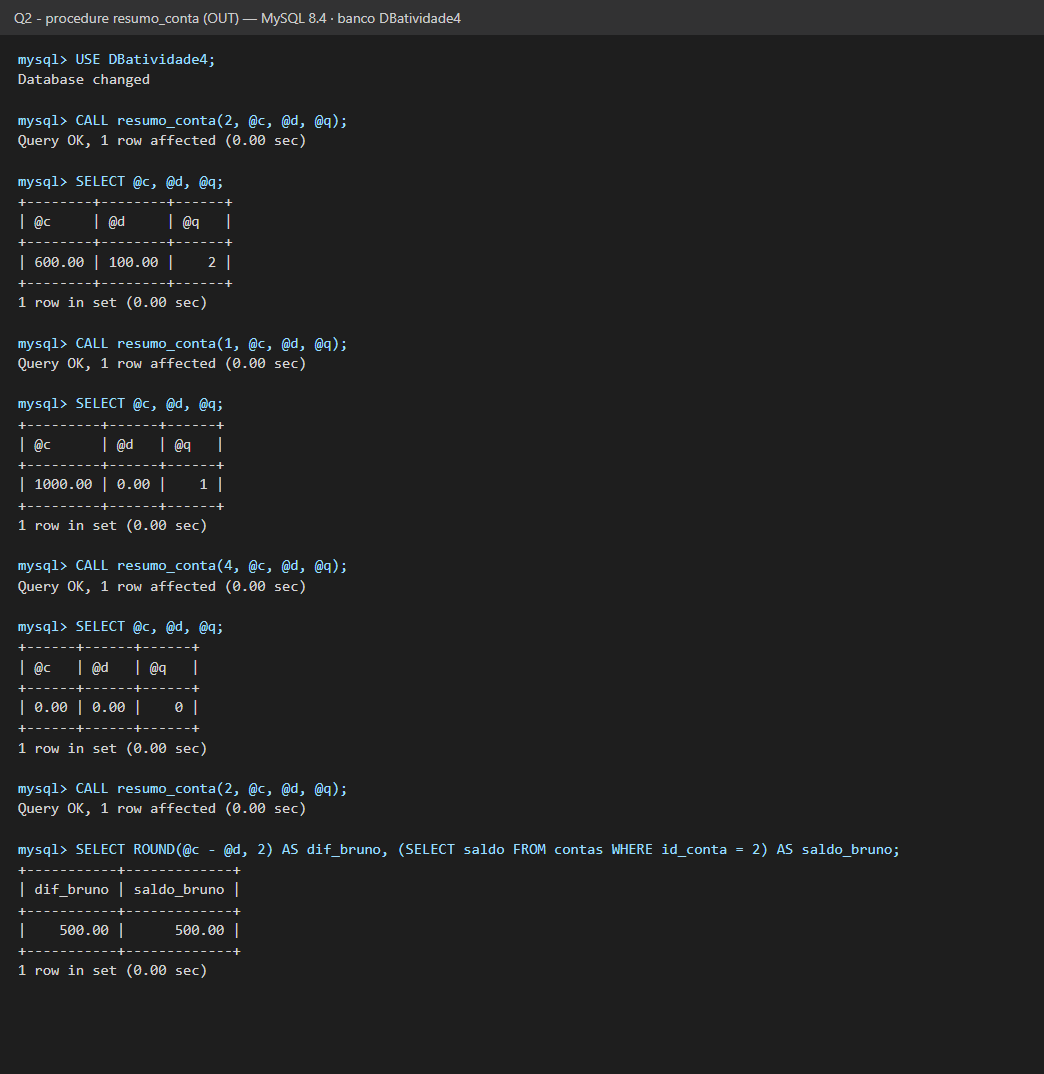 Q2 - procedure resumo_conta (OUT) — MySQL 8.4 · banco DBatividade4
mysql> USE DBatividade4;
Database changed
mysql> CALL resumo_conta(2, @c, @d, @q);
Query OK, 1 row affected (0.00 sec)
mysql> SELECT @c, @d, @q;
+--------+--------+------+
| @c     | @d     | @q   |
+--------+--------+------+
| 600.00 | 100.00 |    2 |
+--------+--------+------+
1 row in set (0.00 sec)
mysql> CALL resumo_conta(1, @c, @d, @q);
Query OK, 1 row affected (0.00 sec)
mysql> SELECT @c, @d, @q;
+---------+------+------+
| @c      | @d   | @q   |
+---------+------+------+
| 1000.00 | 0.00 |    1 |
+---------+------+------+
1 row in set (0.00 sec)
mysql> CALL resumo_conta(4, @c, @d, @q);
Query OK, 1 row affected (0.00 sec)
mysql> SELECT @c, @d, @q;
+------+------+------+
| @c   | @d   | @q   |
+------+------+------+
| 0.00 | 0.00 |    0 |
+------+------+------+
1 row in set (0.00 sec)
mysql> CALL resumo_conta(2, @c, @d, @q);
Query OK, 1 row affected (0.00 sec)
mysql> SELECT ROUND(@c - @d, 2) AS dif_bruno, (SELECT saldo FROM contas WHERE id_conta = 2) AS saldo_bruno;
+-----------+-------------+
| dif_bruno | saldo_bruno |
+-----------+-------------+
|    500.00 |      500.00 |
+-----------+-------------+
1 row in set (0.00 sec)